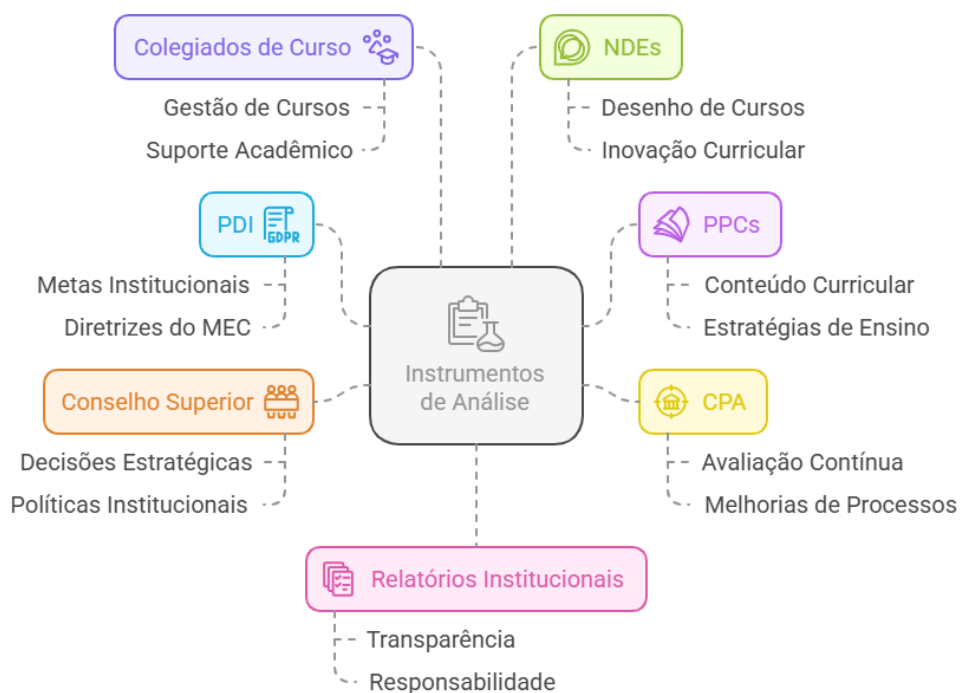 Colegiados de Curso
Gestão de Cursos
Suporte Acadêmico
NDEs
Desenho de Cursos
Inovação Curricular
PDI
GDPR
Metas Institucionais
Diretrizes do MEC
PPCs
Conteúdo Curricular
Estratégias de Ensino
Instrumentos
de Análise
Conselho Superior
Decisões Estratégicas
Políticas Institucionais
CPA
Avaliação Contínua
Melhorias de Processos
Relatórios Institucionais
Transparência
Responsabilidade